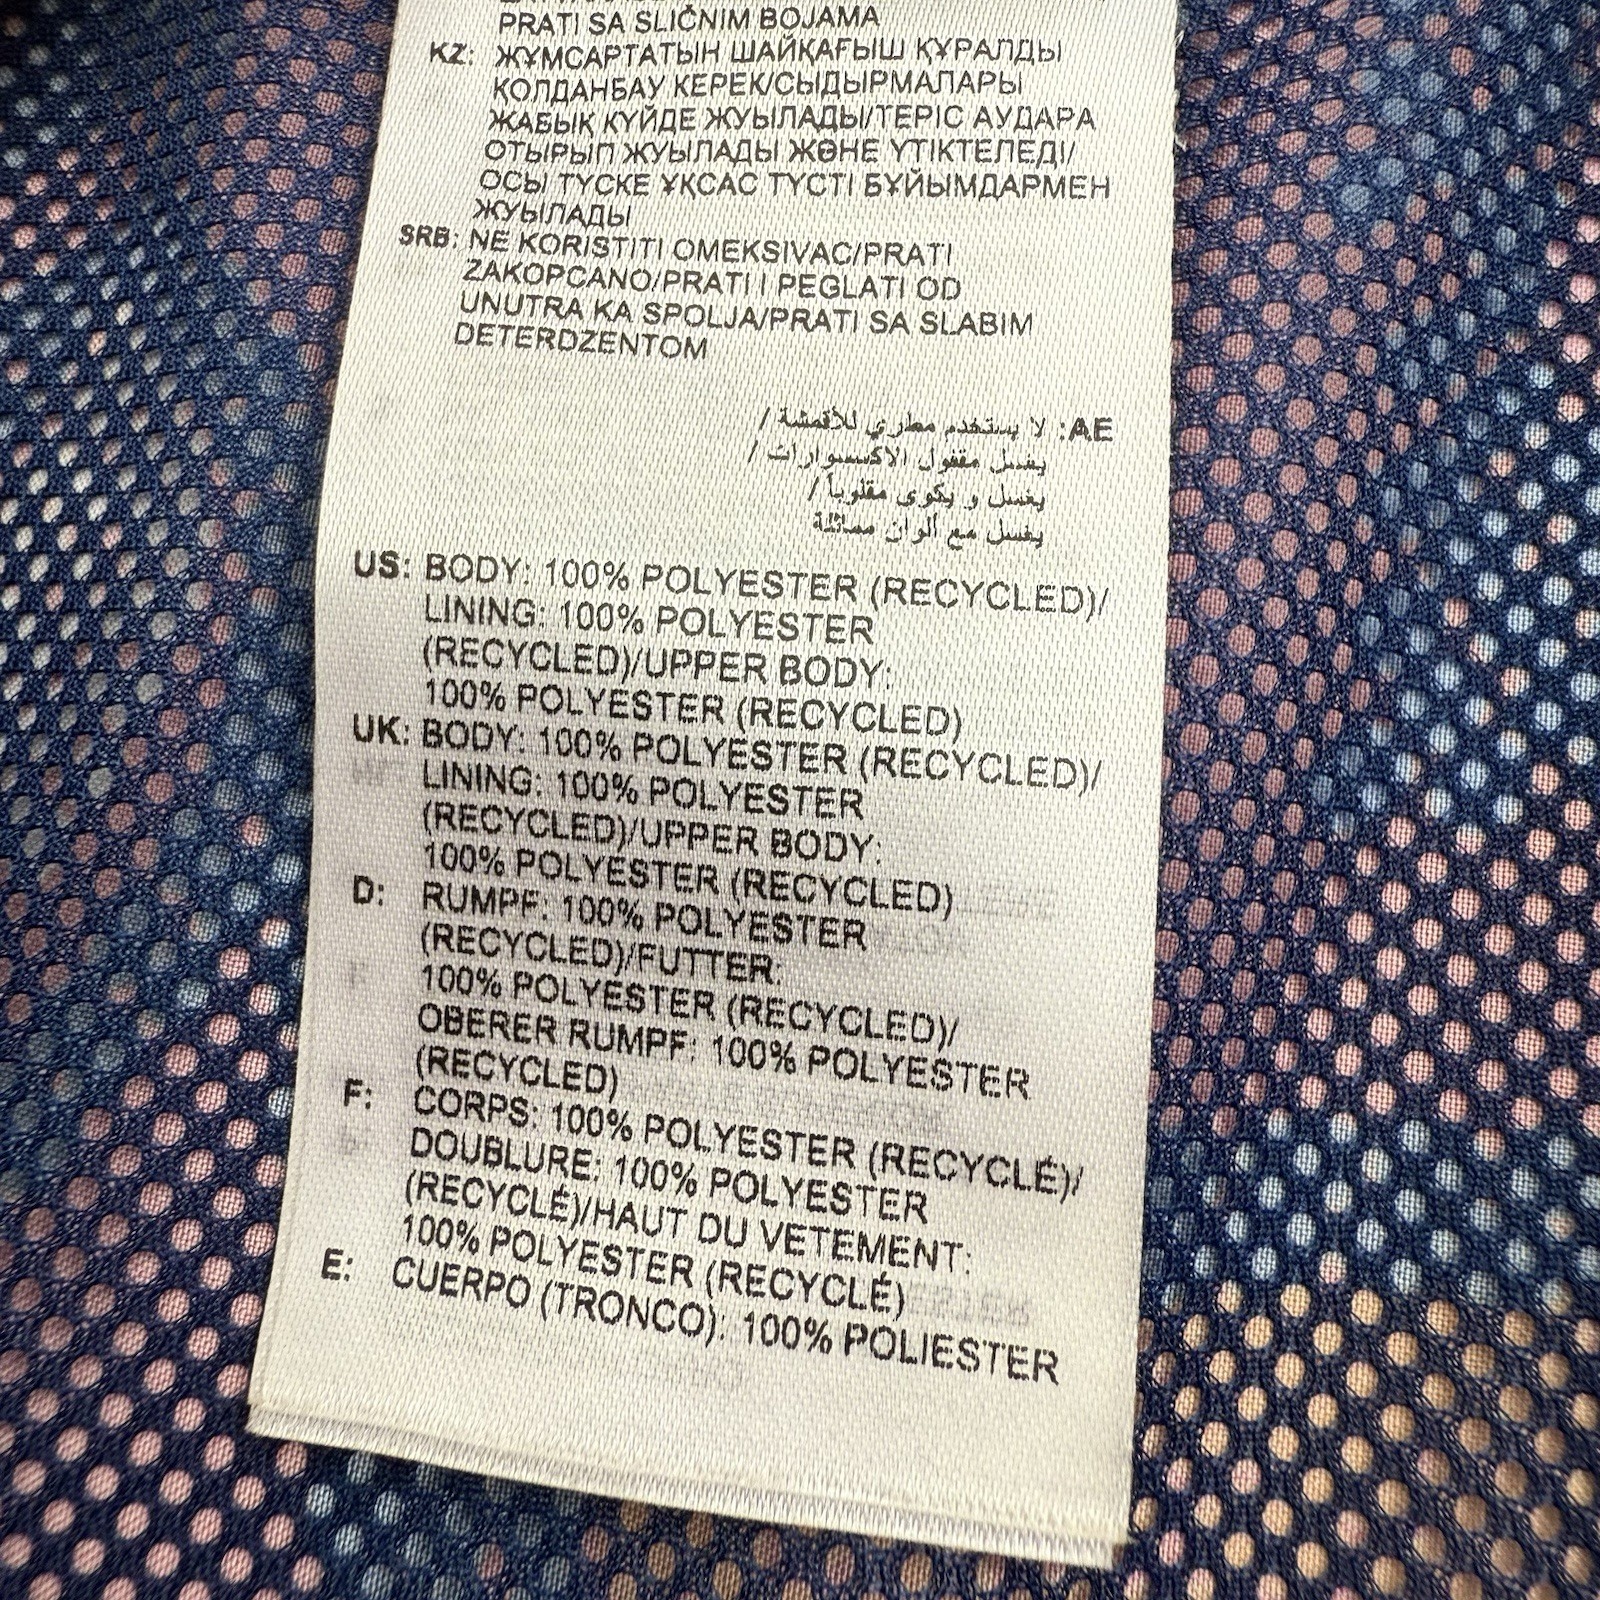 PRATI SA SLIČNIM BOJAMA
KZ: ЖҰМСАРТАТЫН ШАЙҚАҒЫШ ҚҰРАЛДЫ
ҚОЛДАНБАУ КЕРЕК/СЫДЫРМАЛАРЫ
ЖАБЫҚ КҮЙДЕ ЖУЫЛАДЫ/ТЕРІС АУДАРА
ОТЫРЫП ЖУЫЛАДЫ ЖӘНЕ ҮТІКТЕЛЕДІ/
ОСЫ ТҮСКЕ ҰҚСАС ТҮСТІ БҰЙЫМДАРМЕН
ЖУЫЛАДЫ
SRB: NE KORISTITI OMEKSIVAC/PRATI
ZAKOPCANO/PRATI I PEGLATI OD
UNUTRA KA SPOLJA/PRATI SA SLABIM
DETERDZENTOM
AE: لا يستخدم مطري للأقمشة /
يغسل مقفول الاكسسوارات /
يغسل و يكوى مقلوباً /
يغسل مع ألوان مماثلة
US: BODY: 100% POLYESTER (RECYCLED)/
LINING: 100% POLYESTER
(RECYCLED)/UPPER BODY:
100% POLYESTER (RECYCLED)
UK: BODY: 100% POLYESTER (RECYCLED)/
LINING: 100% POLYESTER
(RECYCLED)/UPPER BODY:
100% POLYESTER (RECYCLED)
D: RUMPF: 100% POLYESTER
(RECYCLED)/FUTTER:
100% POLYESTER (RECYCLED)/
OBERER RUMPF: 100% POLYESTER
(RECYCLED)
F: CORPS: 100% POLYESTER (RECYCLÉ)/
DOUBLURE: 100% POLYESTER
(RECYCLÉ)/HAUT DU VETEMENT:
100% POLYESTER (RECYCLÉ)
E: CUERPO (TRONCO): 100% POLIESTER